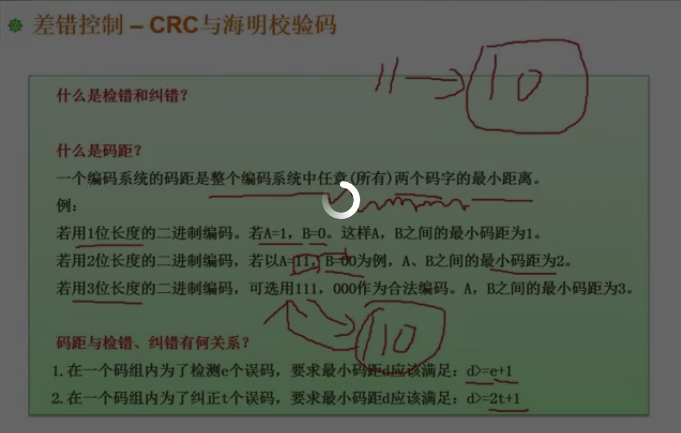 差错控制 – CRC与海明校验码
11 → 10
什么是检错和纠错?
什么是码距?
一个编码系统的码距是整个编码系统中任意(所有)两个码字的最小距离。
例:
若用1位长度的二进制编码。若A=1,B=0。这样A,B之间的最小码距为1。
若用2位长度的二进制编码,若以A=11,B=00为例,A、B之间的最小码距为2。
若用3位长度的二进制编码,可选用111,000作为合法编码。A,B之间的最小码距为3。
110
码距与检错、纠错有何关系?
1.在一个码组内为了检测e个误码,要求最小码距d应该满足:d>=e+1
2.在一个码组内为了纠正t个误码,要求最小码距d应该满足:d>=2t+1